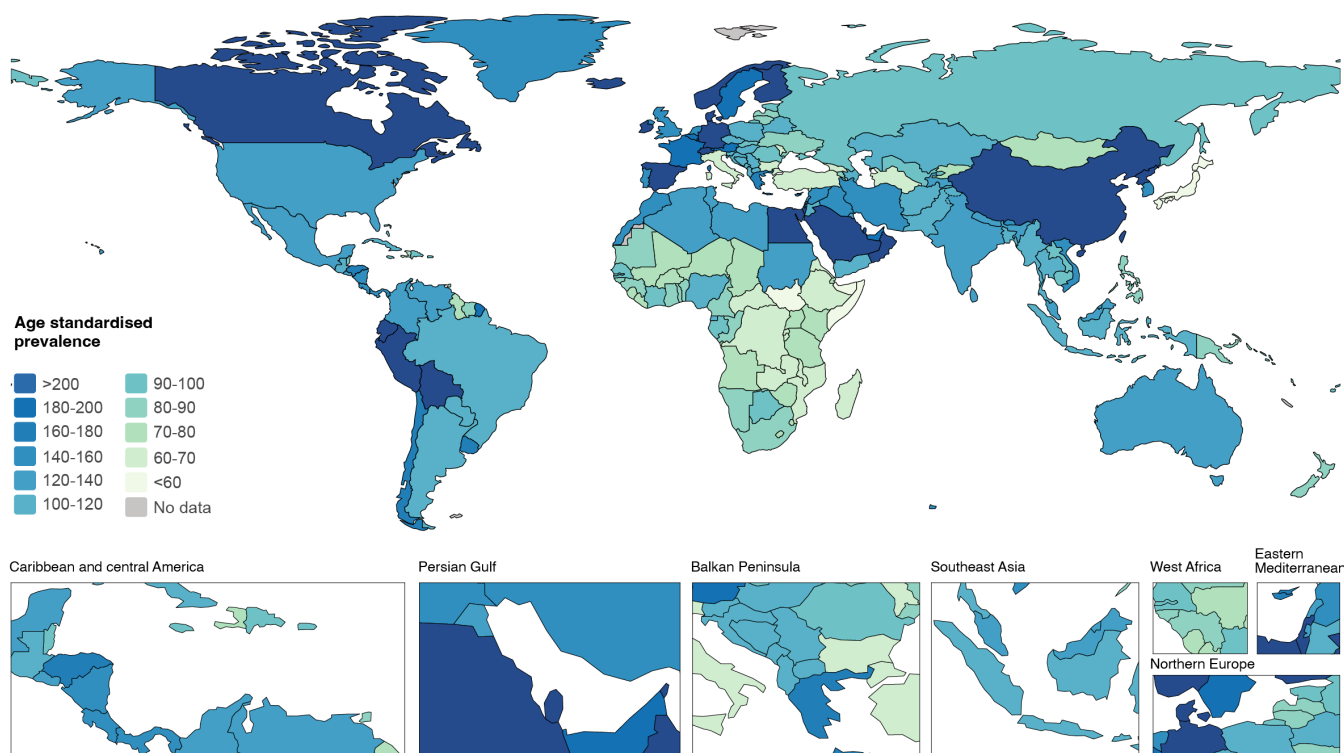 Age standardised
prevalence
>200
180-200
160-180
140-160
120-140
100-120
90-100
80-90
70-80
60-70
<60
No data
Caribbean and central America
Persian Gulf
Balkan Peninsula
Southeast Asia
West Africa
Eastern
Mediterranean
Northern Europe